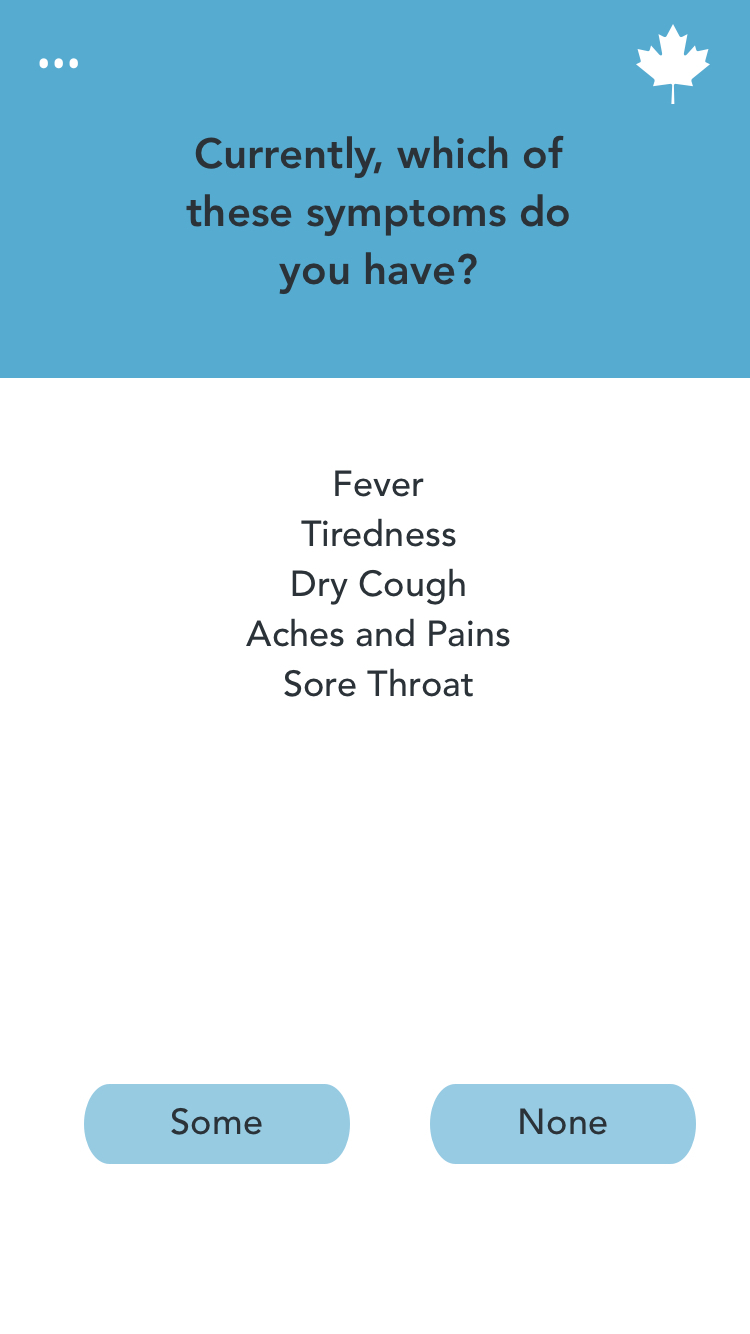 Currently, which of
these symptoms do
you have?
Fever
Tiredness
Dry Cough
Aches and Pains
Sore Throat
Some
None